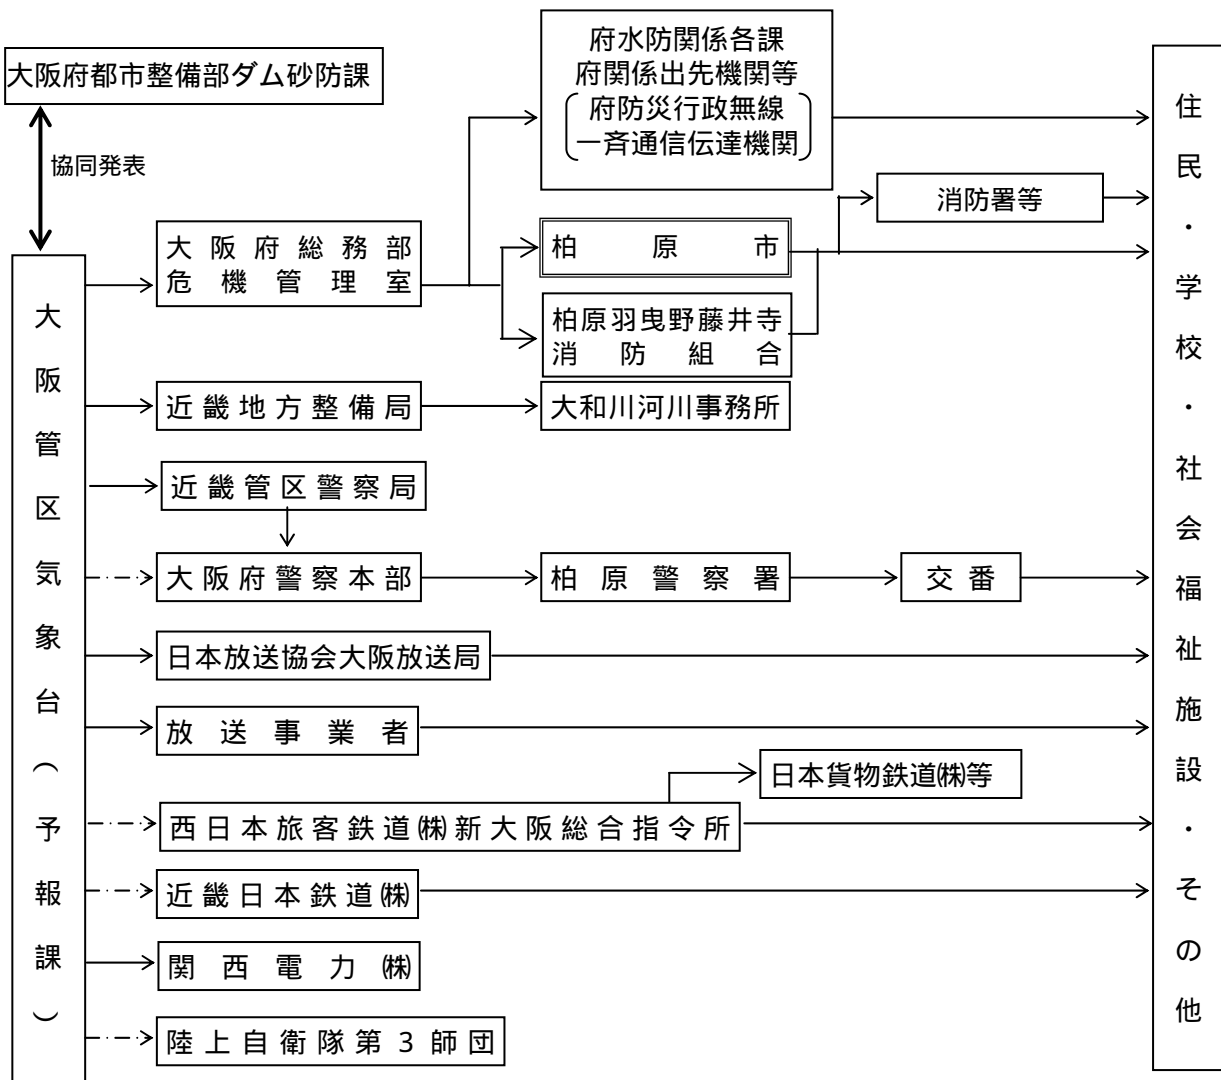 大阪府都市整備部ダム砂防課
協同発表
大阪管区気象台(予報課)
大阪府総務部
危機管理室
府水防関係各課
府関係出先機関等
(府防災行政無線
一斉通信伝達機関)
消防署等
柏原市
柏原羽曳野藤井寺
消防組合
近畿地方整備局
大和川河川事務所
近畿管区警察局
大阪府警察本部
柏原警察署
交番
日本放送協会大阪放送局
放送事業者
日本貨物鉄道㈱等
西日本旅客鉄道㈱新大阪総合指令所
近畿日本鉄道㈱
関西電力㈱
陸上自衛隊第3師団
住民・学校・社会福祉施設・その他